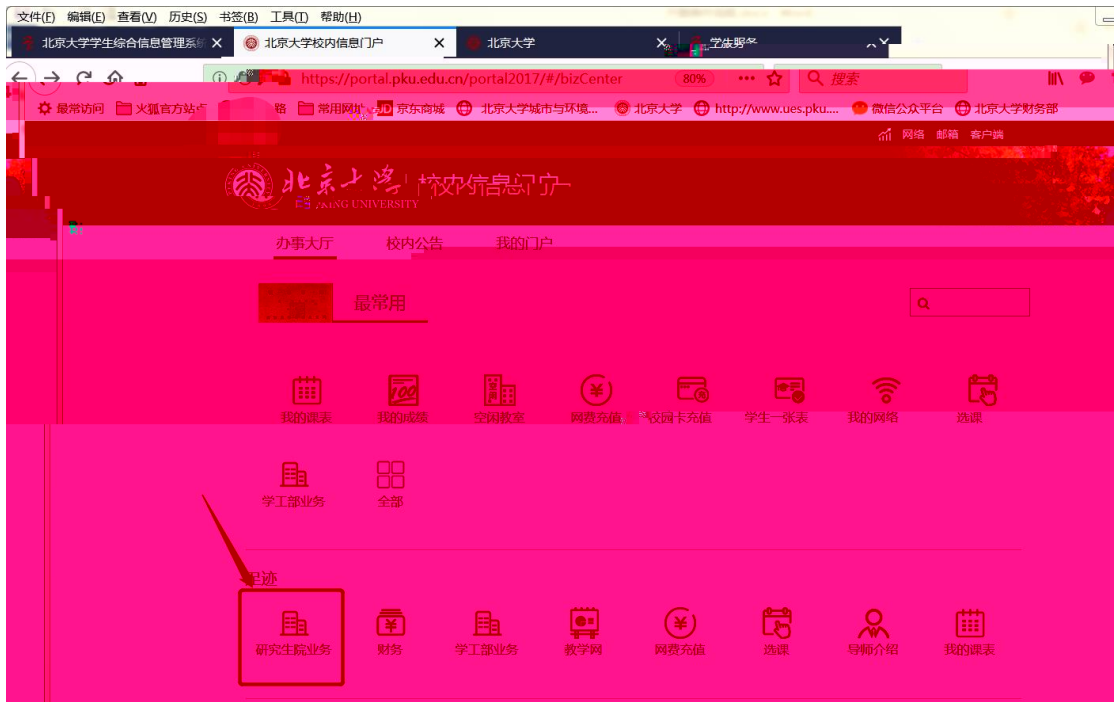 文件(F) 编辑(E) 查看(V) 历史(S) 书签(B) 工具(T) 帮助(H)
北京大学学生综合信息管理系统 北京大学校内信息门户 北京大学
https://portal.pku.edu.cn/portal2017/#/bizCenter 80% 搜索
最常访问 火狐官方站点 常用网址 JD 京东商城 北京大学城市与环境... 北京大学 http://www.ues.pku.... 微信公众平台 北京大学财务部
网络 邮箱 客户端
北京大学 校内信息门户
UNIVERSITY
办事大厅 校内公告 我的门户
最常用
我的课表 我的成绩 空闲教室 网费充值 校园卡充值 学生一张表 我的网络 选课
学工部业务 全部
足迹
研究生院业务 财务 学工部业务 教学网 网费充值 选课 导师介绍 我的课表